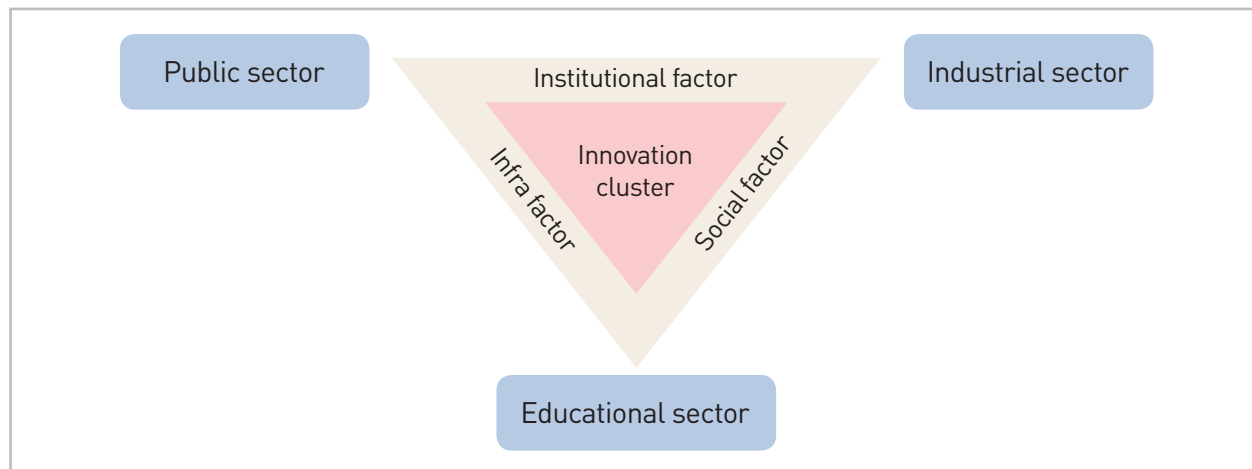 Public sector
Institutional factor
Industrial sector
Innovation
cluster
Infra factor
Social factor
Educational sector